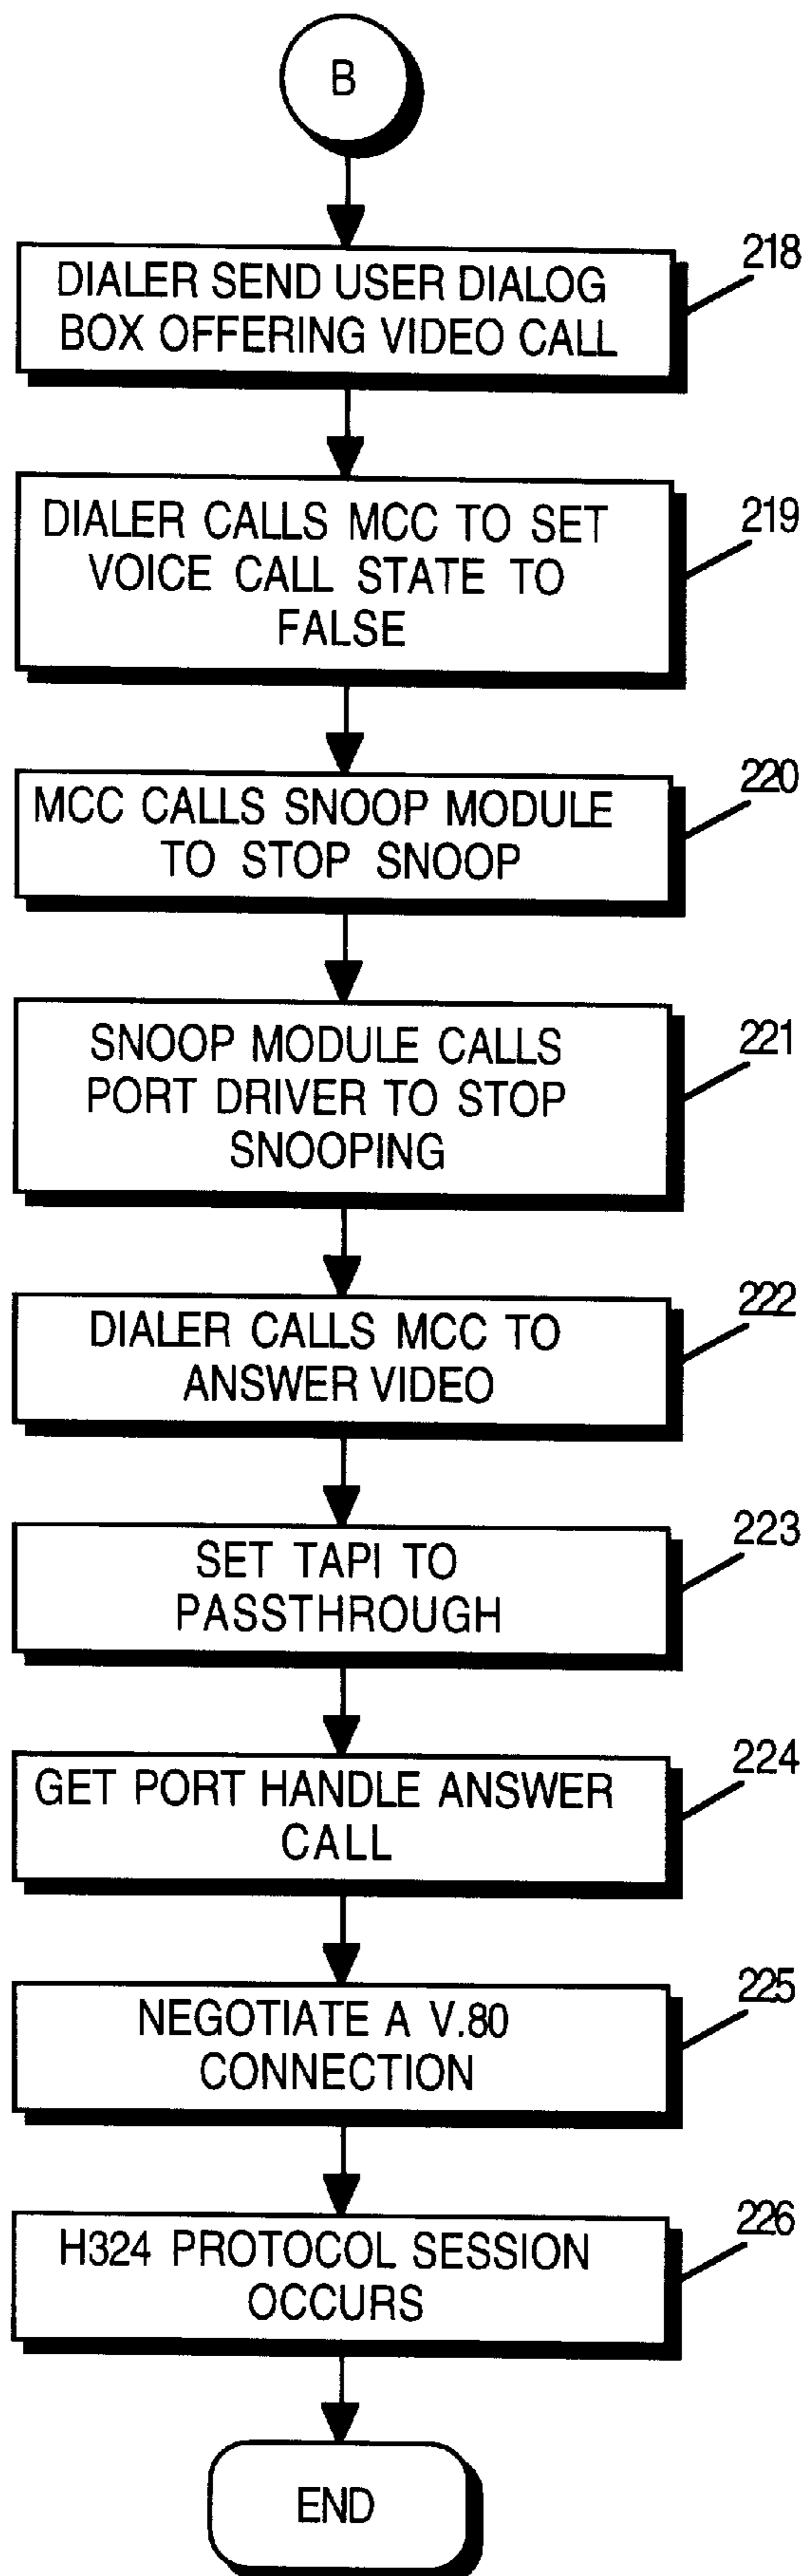 B
218
DIALER SEND USER DIALOG
BOX OFFERING VIDEO CALL
219
DIALER CALLS MCC TO SET
VOICE CALL STATE TO
FALSE
220
MCC CALLS SNOOP MODULE
TO STOP SNOOP
221
SNOOP MODULE CALLS
PORT DRIVER TO STOP
SNOOPING
222
DIALER CALLS MCC TO
ANSWER VIDEO
223
SET TAPI TO
PASSTHROUGH
224
GET PORT HANDLE ANSWER
CALL
225
NEGOTIATE A V.80
CONNECTION
226
H324 PROTOCOL SESSION
OCCURS
END